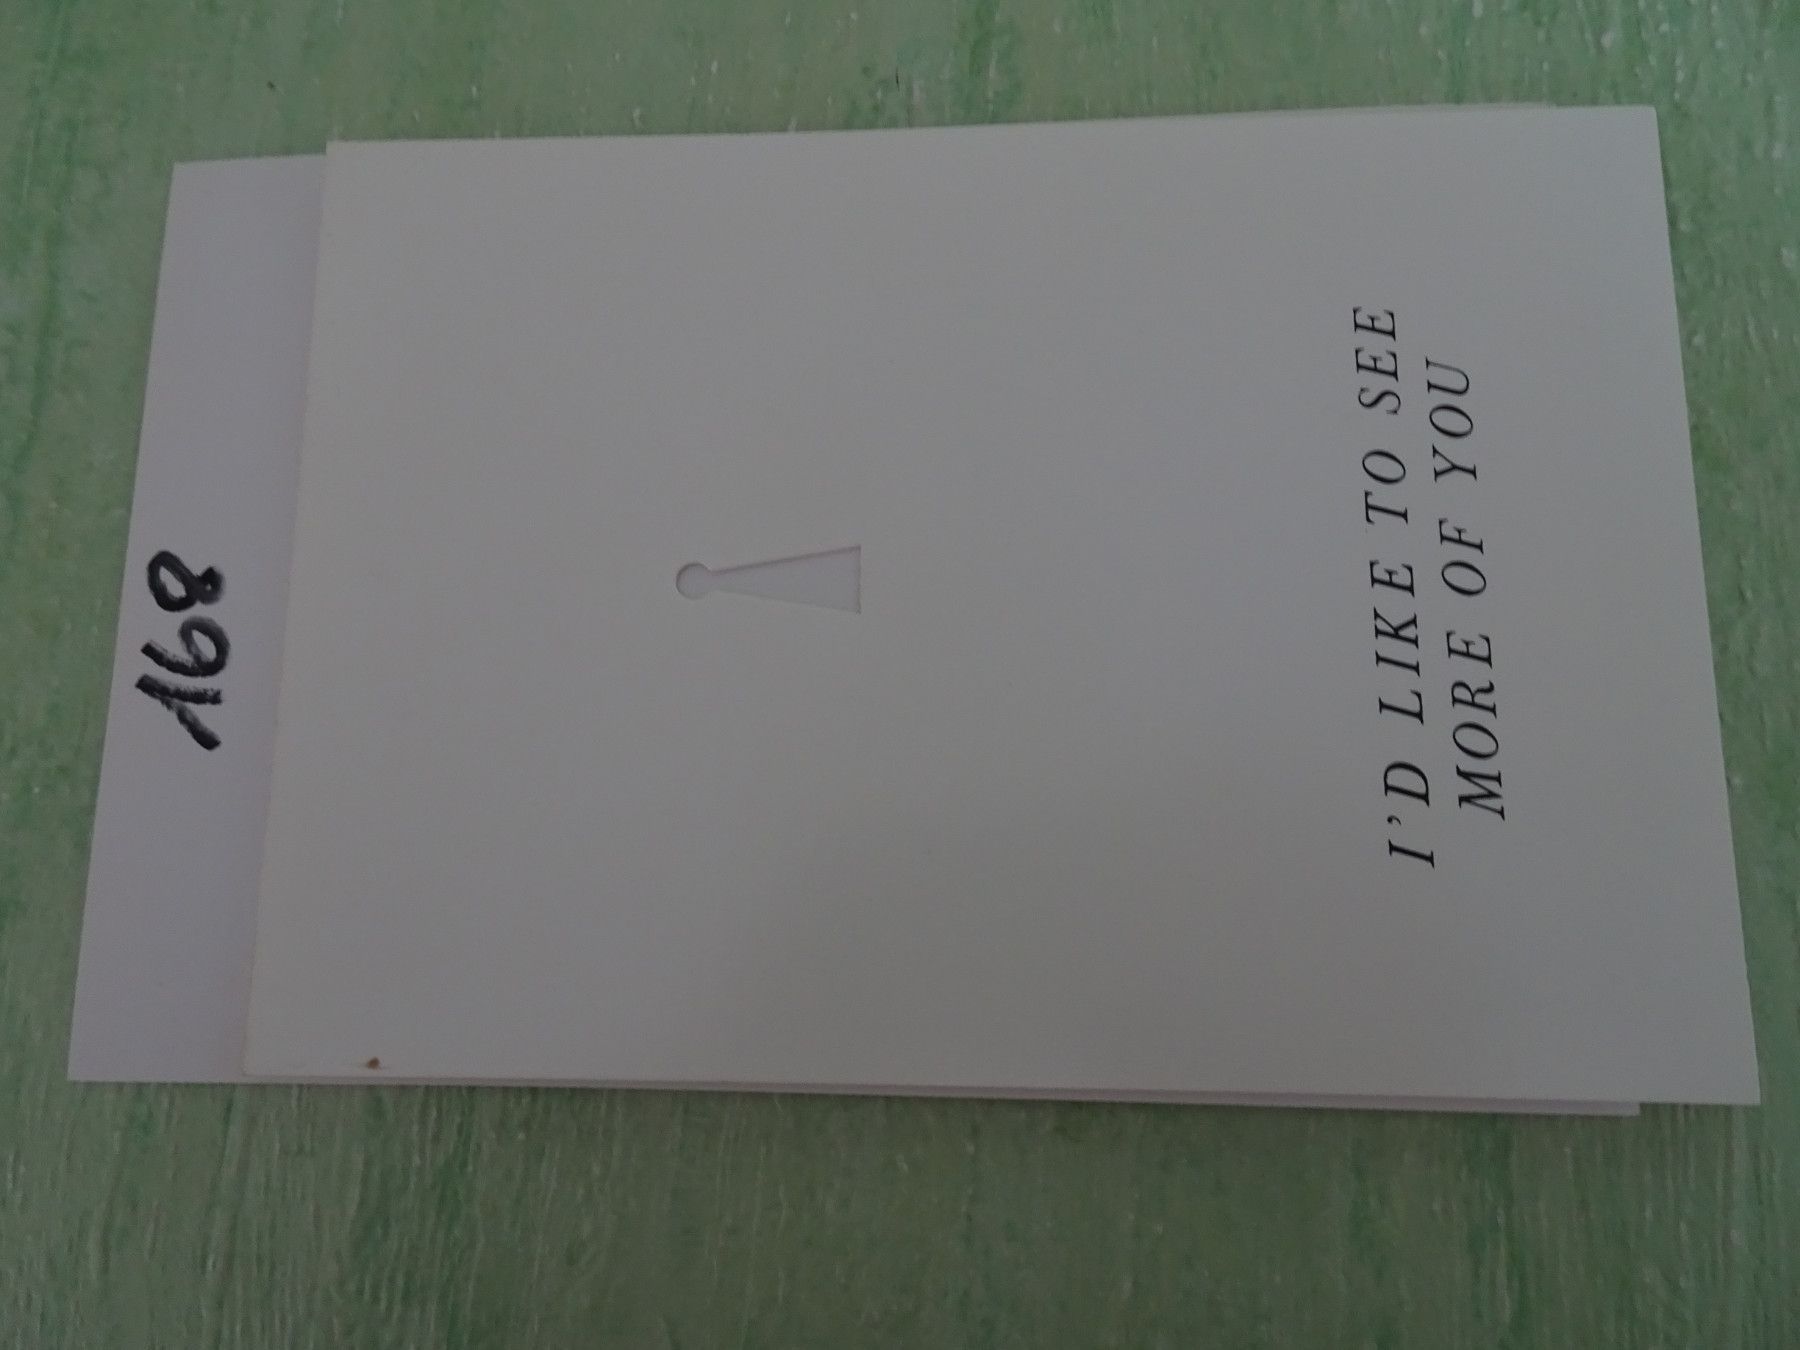 168
I'D LIKE TO SEE
MORE OF YOU